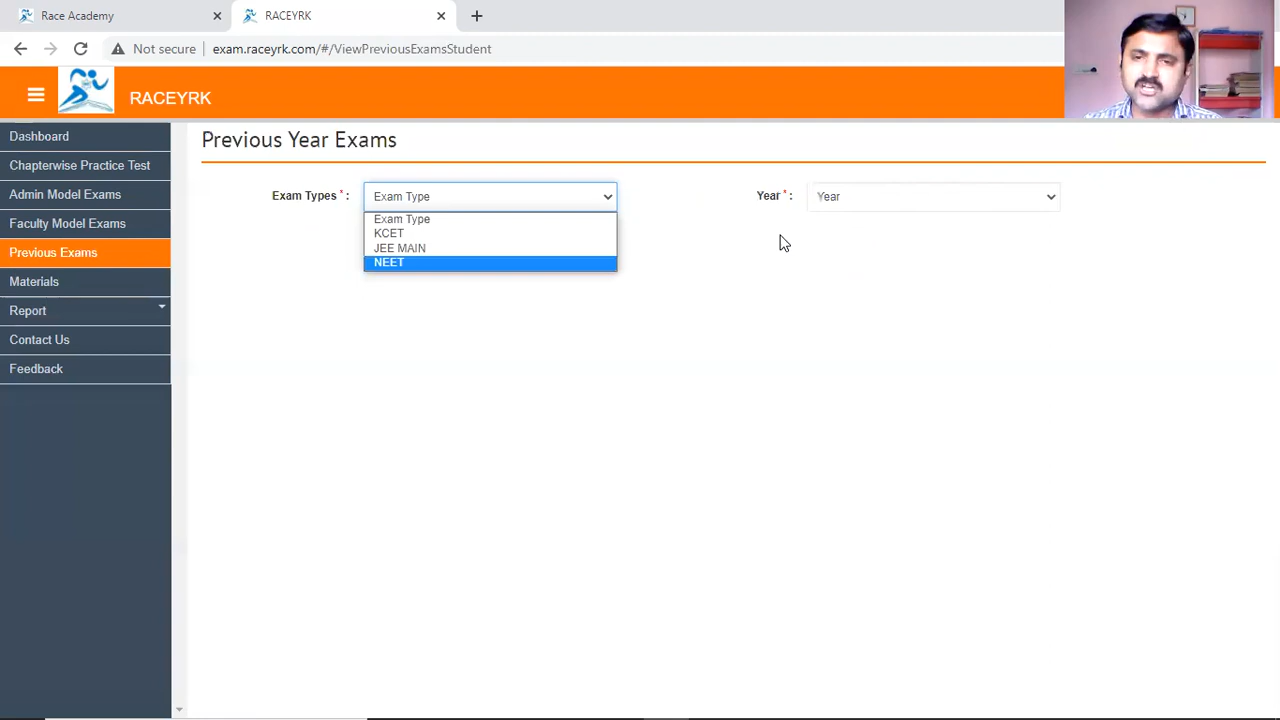 Race Academy
RACEYRK
Not secure
exam.raceyrk.com/#/ViewPreviousExamsStudent
RACEYRK
Dashboard
Chapterwise Practice Test
Admin Model Exams
Faculty Model Exams
Previous Exams
Materials
Report
Contact Us
Feedback
Previous Year Exams
Exam Types * :
Exam Type
Exam Type
KCET
JEE MAIN
NEET
Year * :
Year